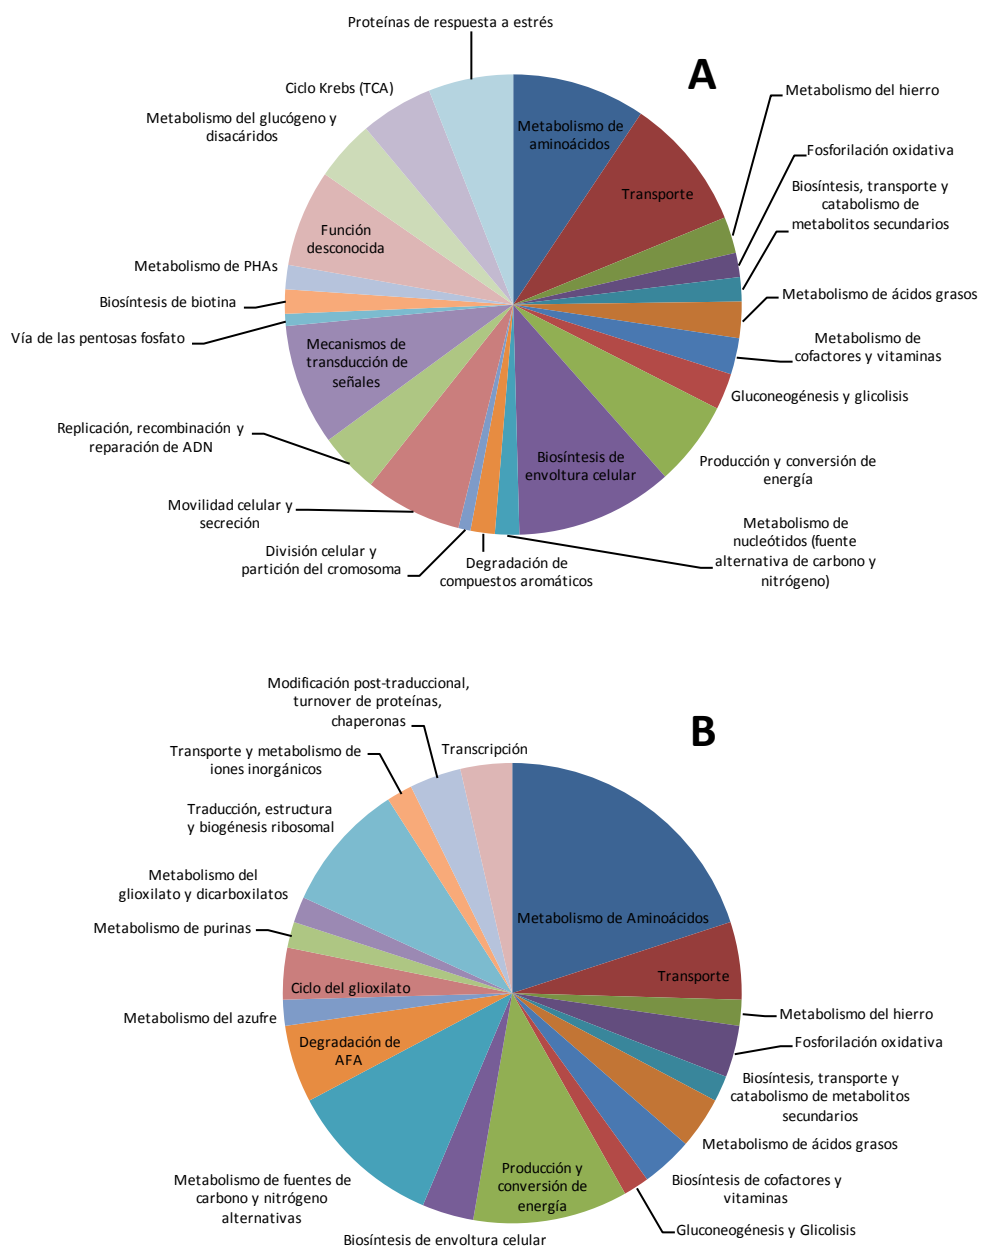 Proteínas de respuesta a estrés
A
Ciclo Krebs (TCA)
Metabolismo del hierro
Metabolismo del glucógeno y
disacáridos
Metabolismo de
aminoácidos
Fosforilación oxidativa
Transporte
Biosíntesis, transporte y
catabolismo de
metabolitos secundarios
Función
desconocida
Metabolismo de PHAs
Metabolismo de ácidos grasos
Biosíntesis de biotina
Vía de las pentosas fosfato
Mecanismos de
transducción de
señales
Metabolismo de
cofactores y vitaminas
Gluconeogénesis y glicolisis
Replicación, recombinación y
reparación de ADN
Biosíntesis de
envoltura celular
Producción y conversión de
energía
Movilidad celular y
secreción
División celular y
partición del cromosoma
Degradación de
compuestos aromáticos
Metabolismo de
nucleótidos (fuente
alternativa de carbono y
nitrógeno)
Modificación post-traduccional,
turnover de proteínas,
chaperonas
B
Transcripción
Transporte y metabolismo de
iones inorgánicos
Traducción, estructura
y biogénesis ribosomal
Metabolismo del
glioxilato y dicarboxilatos
Metabolismo de Aminoácidos
Metabolismo de purinas
Transporte
Ciclo del glioxilato
Metabolismo del azufre
Metabolismo del hierro
Degradación de
AFA
Fosforilación oxidativa
Biosíntesis, transporte y
catabolismo de metabolitos
secundarios
Metabolismo de ácidos grasos
Metabolismo de fuentes de
carbono y nitrógeno
alternativas
Producción y
conversión de
energía
Biosíntesis de cofactores y
vitaminas
Gluconeogénesis y Glicolisis
Biosíntesis de envoltura celular